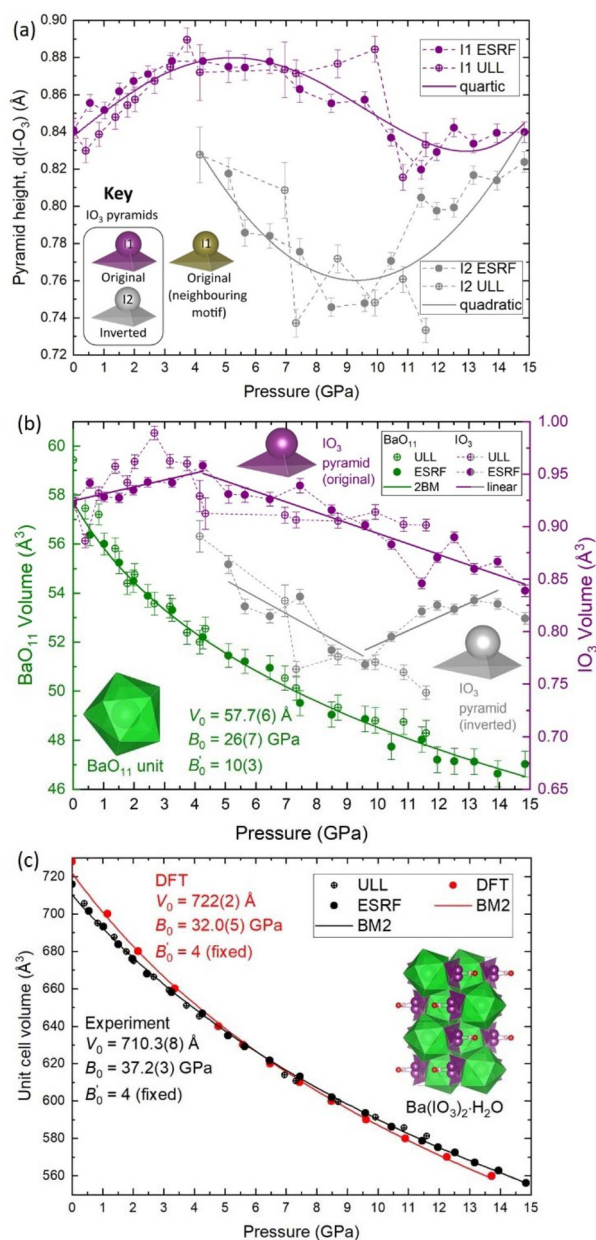 (a)
0.90
0.88
0.86
0.84
0.82
0.80
0.78
0.76
0.74
0.72
Pyramid height, d(I-O₃) (Å)
I1 ESRF
I1 ULL
quartic
Key
IO₃ pyramids
I1
Original
I1
Original
(neighbouring
motif)
I2
Inverted
I2 ESRF
I2 ULL
quadratic
0 1 2 3 4 5 6 7 8 9 10 11 12 13 14 15
Pressure (GPa)
(b)
60
58
56
54
52
50
48
46
BaO₁₁ Volume (Å³)
IO₃
pyramid
(original)
BaO₁₁ IO₃
ULL ULL
ESRF ESRF
2BM linear
1.00
0.95
0.90
0.85
0.80
0.75
0.70
0.65
IO₃ Volume (Å³)
BaO₁₁ unit
V₀ = 57.7(6) Å
B₀ = 26(7) GPa
B₀' = 10(3)
IO₃
pyramid
(inverted)
0 1 2 3 4 5 6 7 8 9 10 11 12 13 14 15
Pressure (GPa)
(c)
720
700
680
660
640
620
600
580
560
Unit cell volume (Å³)
DFT
V₀ = 722(2) Å
B₀ = 32.0(5) GPa
B₀' = 4 (fixed)
ULL DFT
ESRF BM2
BM2
Experiment
V₀ = 710.3(8) Å
B₀ = 37.2(3) GPa
B₀' = 4 (fixed)
Ba(IO₃)₂·H₂O
0 1 2 3 4 5 6 7 8 9 10 11 12 13 14 15
Pressure (GPa)